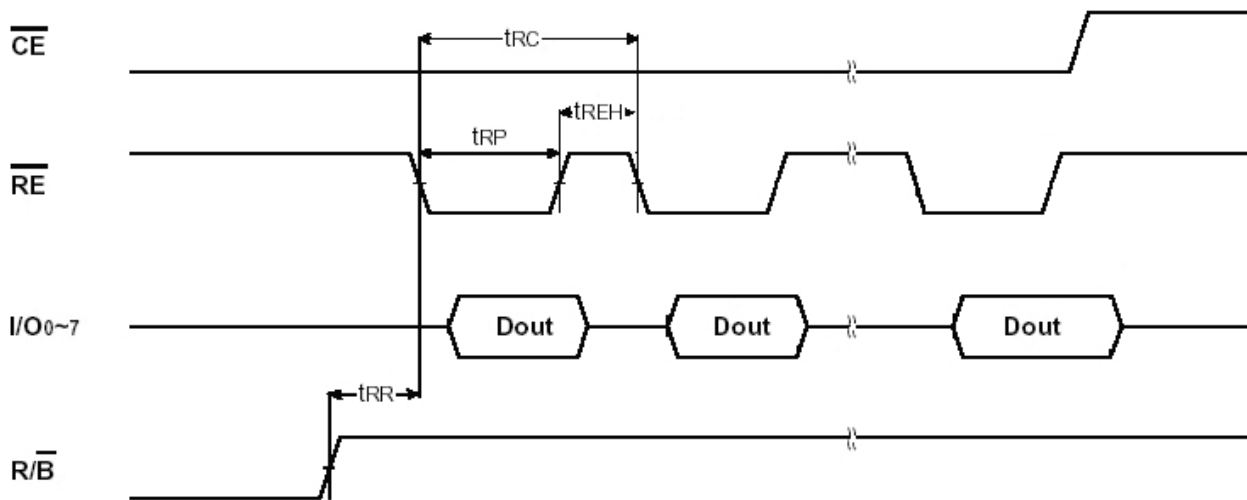 CE
tRC
tREH
tRP
RE
I/O0~7
Dout Dout Dout
tRR
R/B